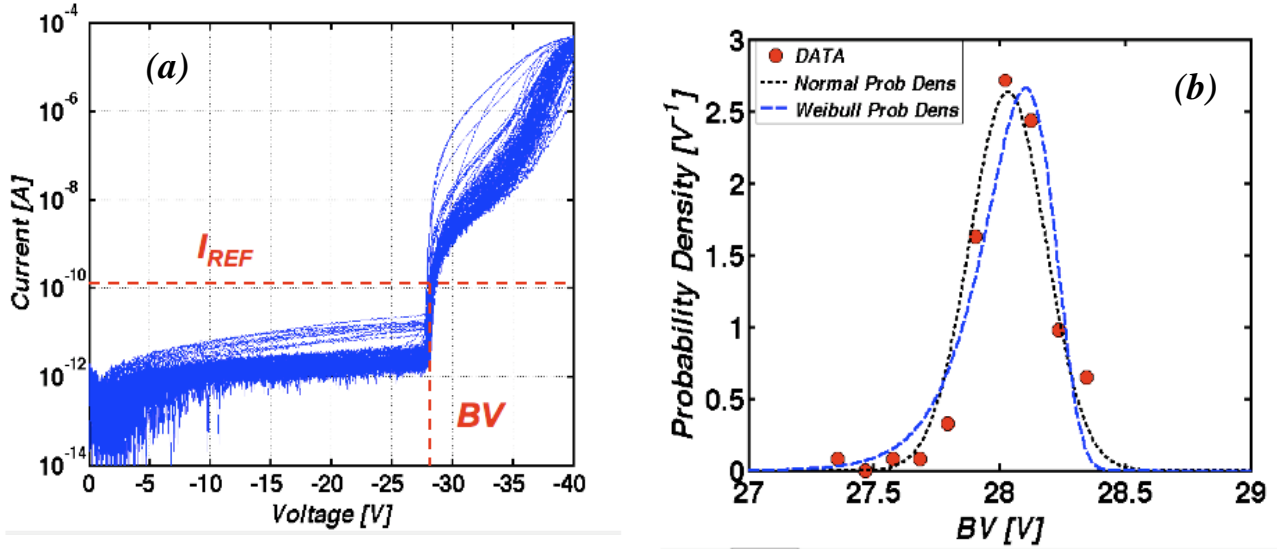 (a)
10⁻⁴
10⁻⁶
10⁻⁸
10⁻¹⁰
10⁻¹²
10⁻¹⁴
Current [A]
I_REF
BV
0 -5 -10 -15 -20 -25 -30 -35 -40
Voltage [V]
(b)
DATA
Normal Prob Dens
Weibull Prob Dens
3
2.5
2
1.5
1
0.5
0
Probability Density [V⁻¹]
27 27.5 28 28.5 29
BV [V]